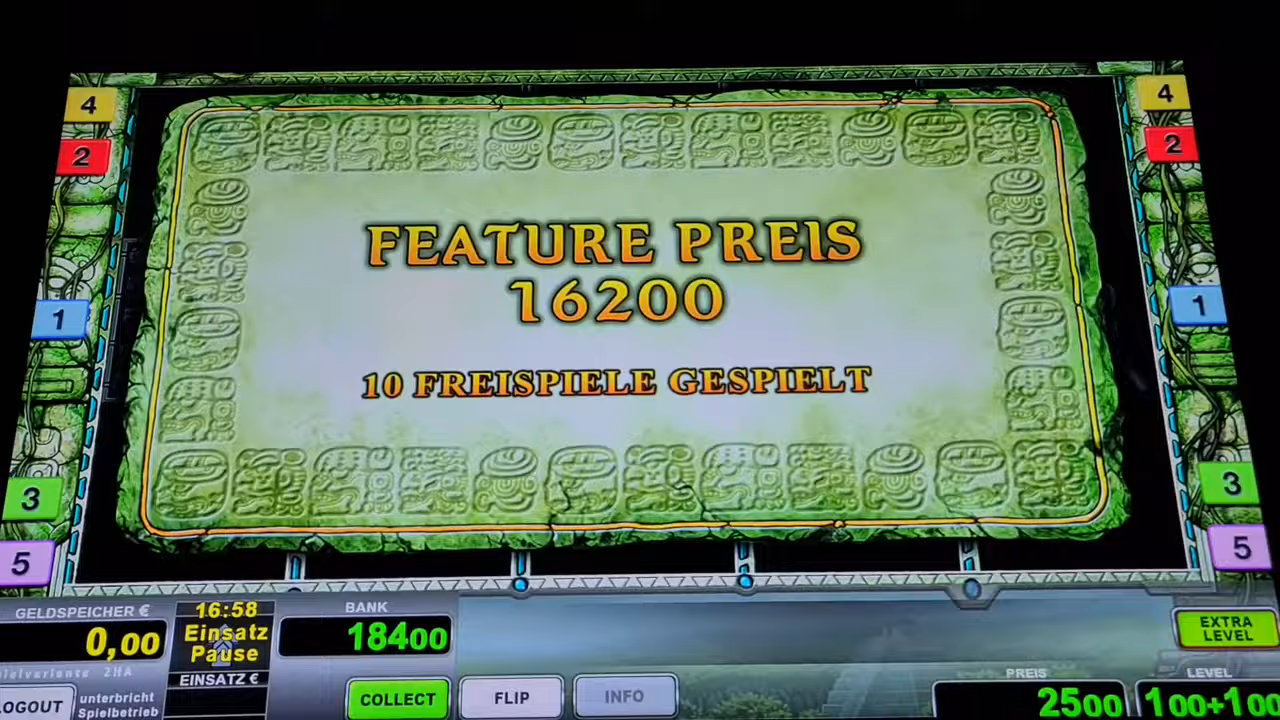 4
4
2
2
FEATURE PREIS
16200
1
1
10 FREISPIELE GESPIELT
3
3
5
5
GELDSPEICHER €
0,00
16:58
Einsatz
Pause
EINSATZ €
BANK
18400
EXTRA
LEVEL
2HA
LOGOUT
unterbricht
Spielbetrieb
COLLECT
FLIP
INFO
PREIS
2500
LEVEL
100+100